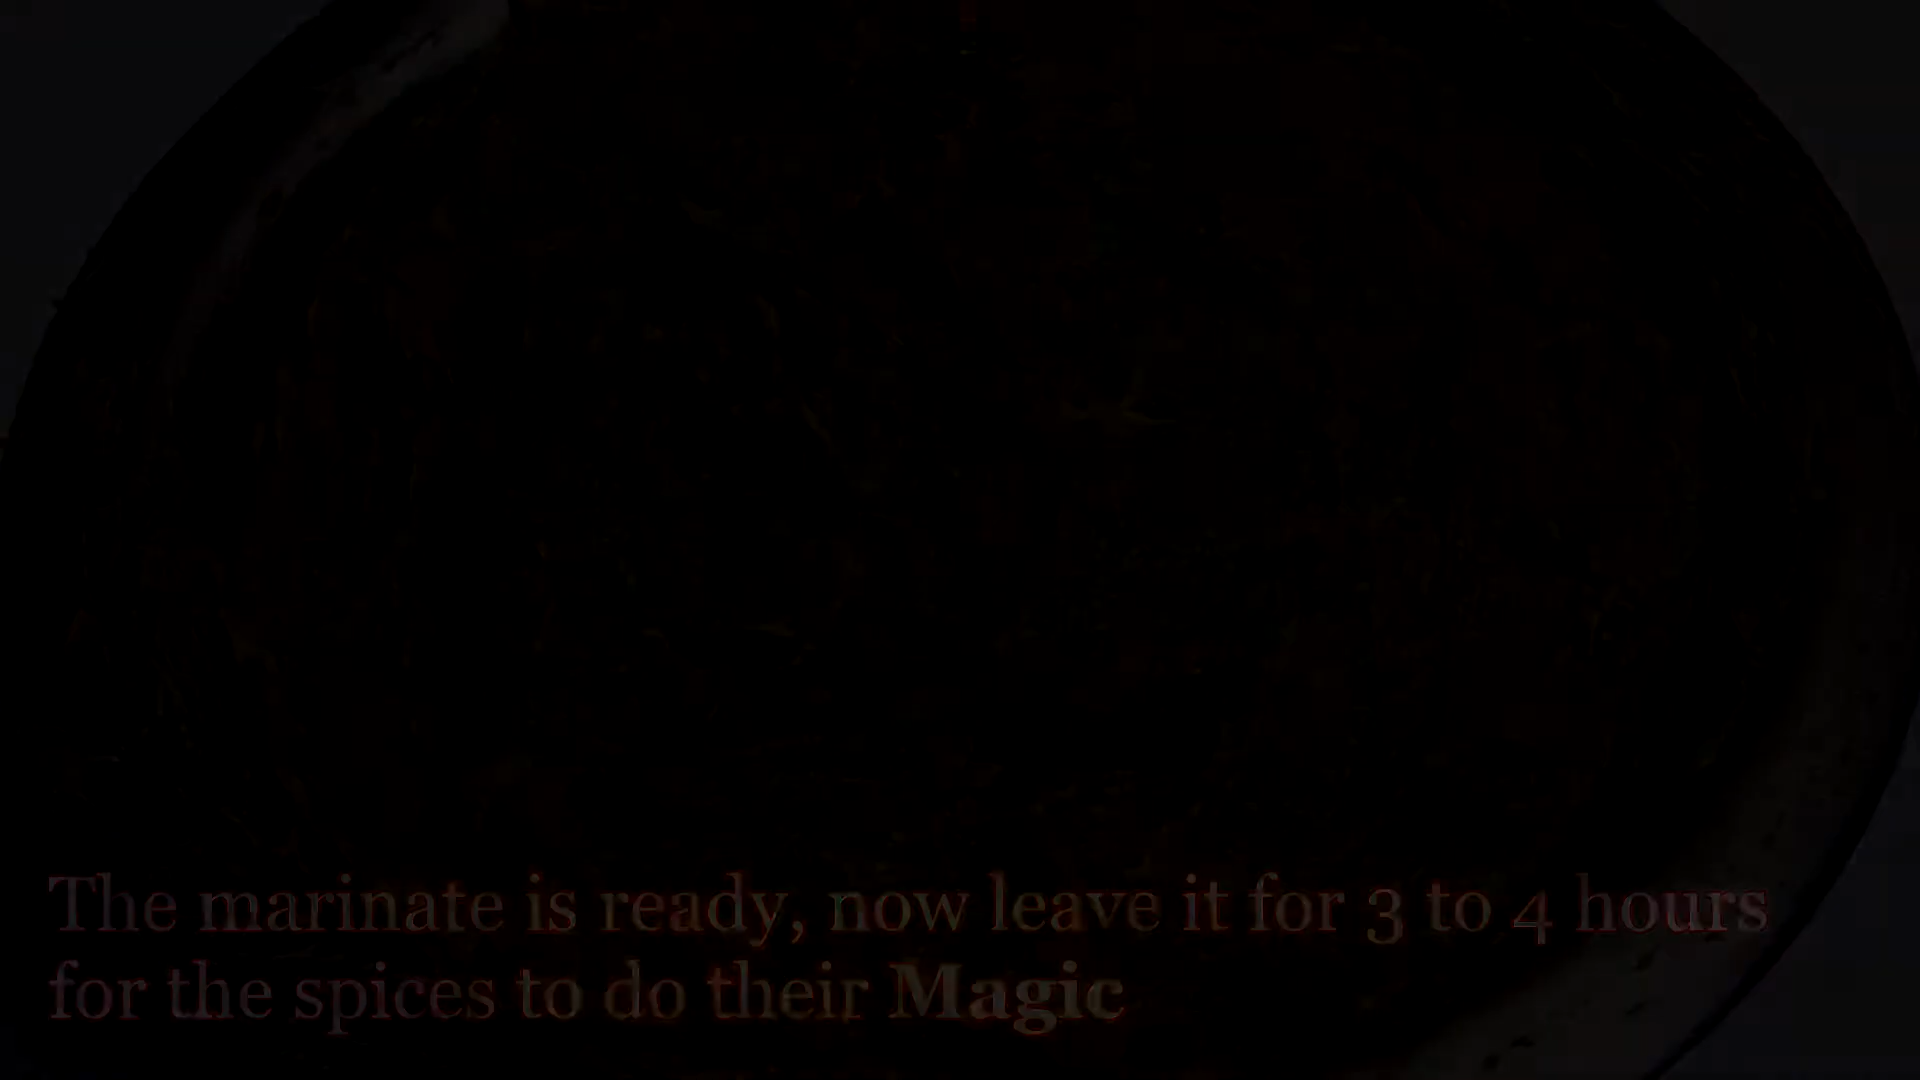 The marinate is ready, now leave it for 3 to 4 hours
for the spices to do their Magic